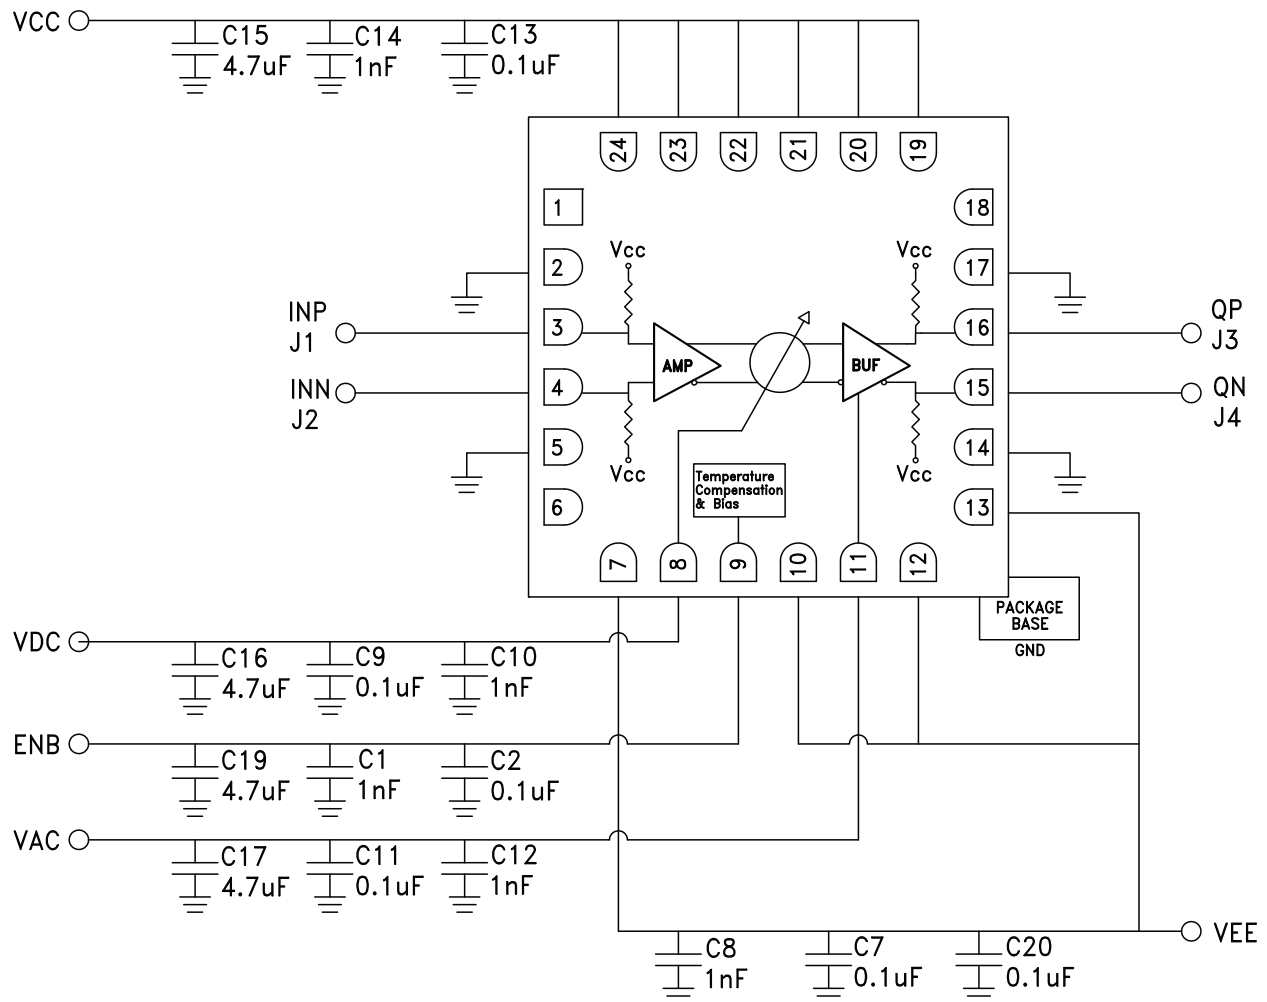 VCC
C15
4.7uF
C14
1nF
C13
0.1uF
24
23
22
21
20
19
1
2
3
4
5
6
18
17
16
15
14
13
Vcc
Vcc
INP
J1
INN
J2
QP
J3
QN
J4
AMP
BUF
Vcc
Vcc
Temperature
Compensation
& Bias
7
8
9
10
11
12
PACKAGE
BASE
GND
VDC
C16
4.7uF
C9
0.1uF
C10
1nF
ENB
C19
4.7uF
C1
1nF
C2
0.1uF
VAC
C17
4.7uF
C11
0.1uF
C12
1nF
VEE
C8
1nF
C7
0.1uF
C20
0.1uF